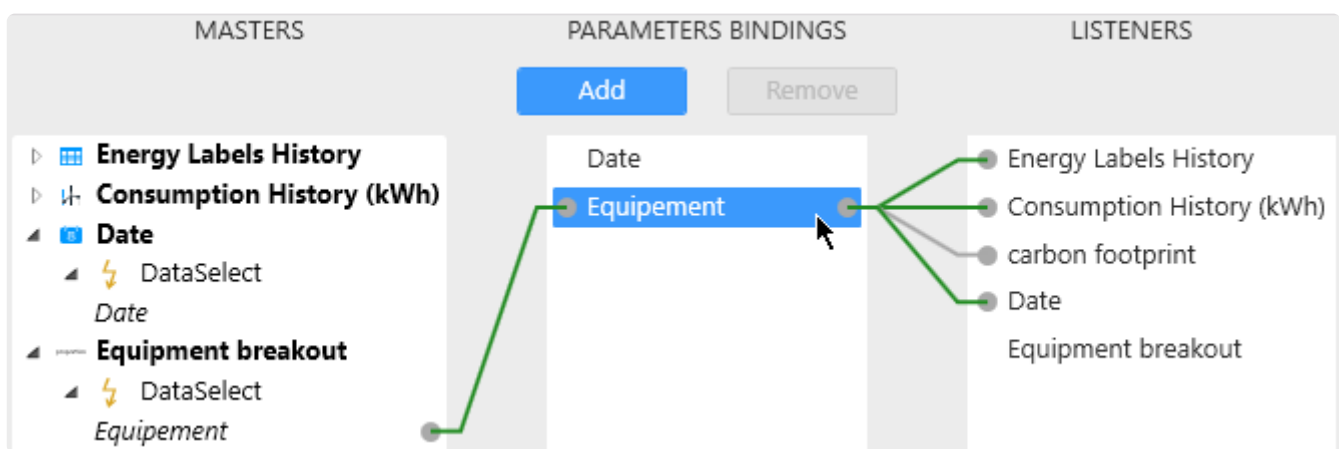 MASTERS PARAMETERS BINDINGS LISTENERS
Add Remove
Energy Labels History
Consumption History (kWh)
Date
DataSelect
Date
Equipment breakout
DataSelect
Equipement
Date
Equipement
Energy Labels History
Consumption History (kWh)
carbon footprint
Date
Equipment breakout